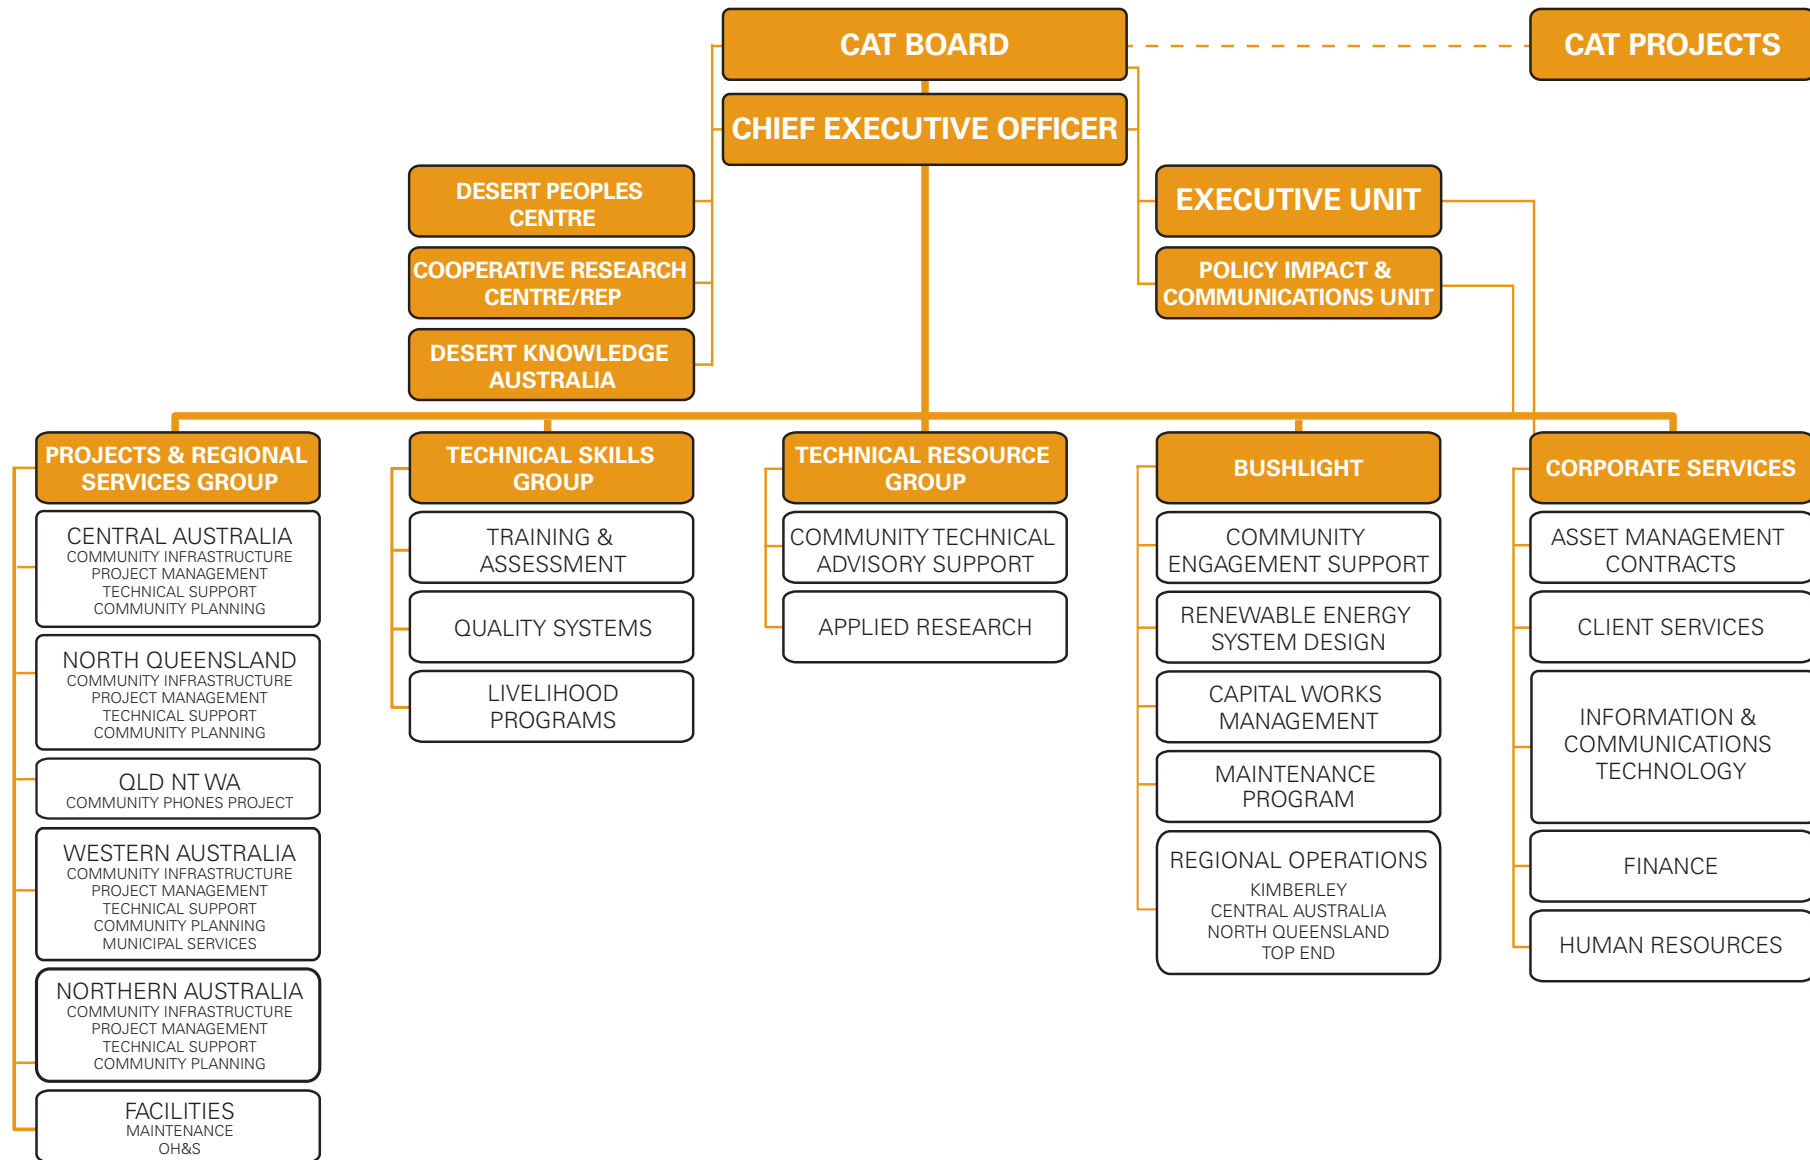 CAT BOARD
CAT PROJECTS
CHIEF EXECUTIVE OFFICER
DESERT PEOPLES
CENTRE
EXECUTIVE UNIT
COOPERATIVE RESEARCH
CENTRE/REP
POLICY IMPACT &
COMMUNICATIONS UNIT
DESERT KNOWLEDGE
AUSTRALIA
PROJECTS & REGIONAL
SERVICES GROUP
CENTRAL AUSTRALIA
COMMUNITY INFRASTRUCTURE
PROJECT MANAGEMENT
TECHNICAL SUPPORT
COMMUNITY PLANNING
NORTH QUEENSLAND
COMMUNITY INFRASTRUCTURE
PROJECT MANAGEMENT
TECHNICAL SUPPORT
COMMUNITY PLANNING
QLD NT WA
COMMUNITY PHONES PROJECT
WESTERN AUSTRALIA
COMMUNITY INFRASTRUCTURE
PROJECT MANAGEMENT
TECHNICAL SUPPORT
COMMUNITY PLANNING
MUNICIPAL SERVICES
NORTHERN AUSTRALIA
COMMUNITY INFRASTRUCTURE
PROJECT MANAGEMENT
TECHNICAL SUPPORT
COMMUNITY PLANNING
FACILITIES
MAINTENANCE
OH&S
TECHNICAL SKILLS
GROUP
TRAINING &
ASSESSMENT
QUALITY SYSTEMS
LIVELIHOOD
PROGRAMS
TECHNICAL RESOURCE
GROUP
COMMUNITY TECHNICAL
ADVISORY SUPPORT
APPLIED RESEARCH
BUSHLIGHT
COMMUNITY
ENGAGEMENT SUPPORT
RENEWABLE ENERGY
SYSTEM DESIGN
CAPITAL WORKS
MANAGEMENT
MAINTENANCE
PROGRAM
REGIONAL OPERATIONS
KIMBERLEY
CENTRAL AUSTRALIA
NORTH QUEENSLAND
TOP END
CORPORATE SERVICES
ASSET MANAGEMENT
CONTRACTS
CLIENT SERVICES
INFORMATION &
COMMUNICATIONS
TECHNOLOGY
FINANCE
HUMAN RESOURCES